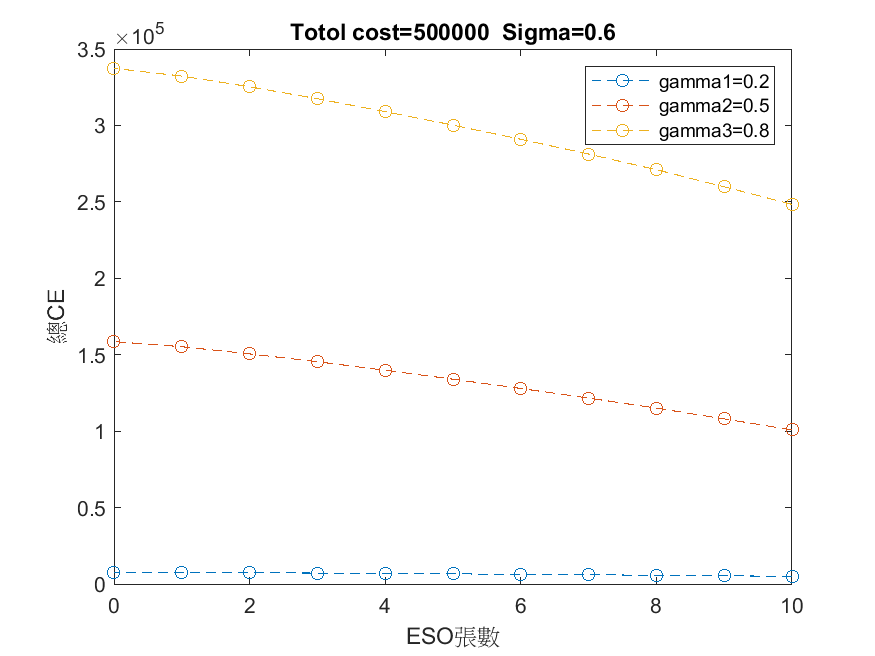 Totol cost=500000  Sigma=0.6
×10⁵
3.5
3
2.5
2
1.5
1
0.5
0
總CE
gamma1=0.2
gamma2=0.5
gamma3=0.8
0 2 4 6 8 10
ESO張數